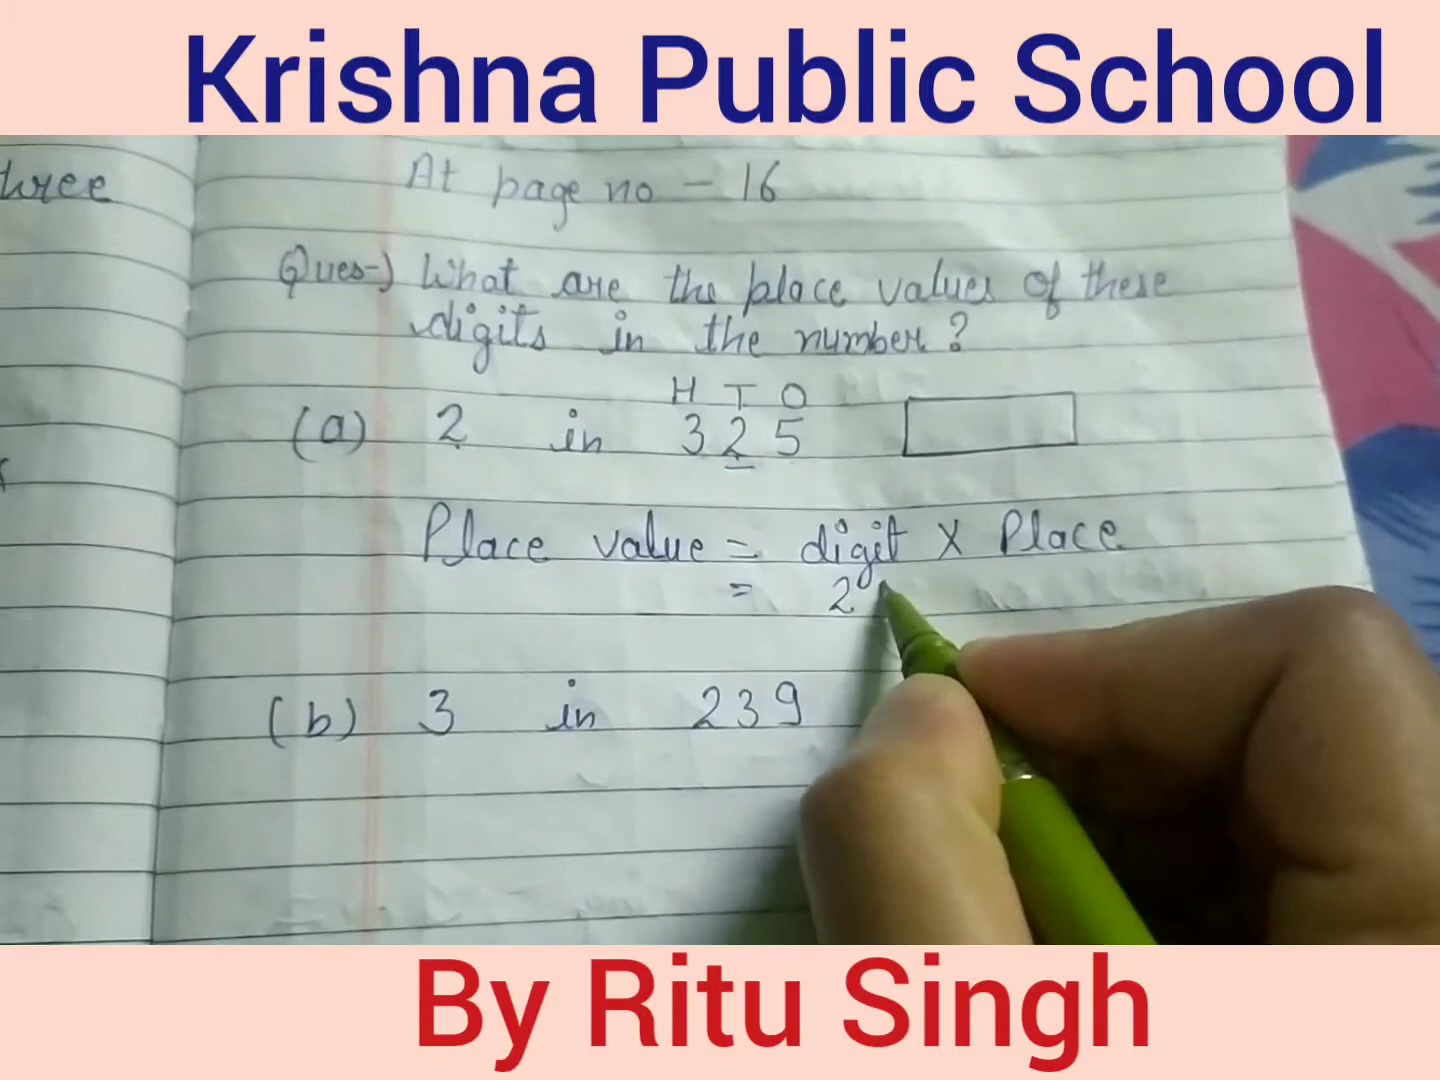 Krishna Public School
three
At page no - 16
Ques-) What are the place values of these
digits in the number?
H T O
(a) 2 in 325
Place value = digit X Place
= 2
(b) 3 in 239
By Ritu Singh